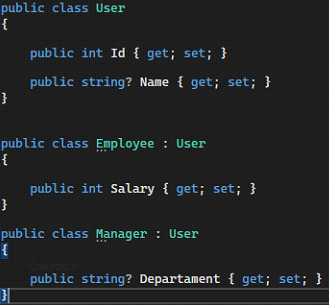 public class User
{
public int Id { get; set; }
public string? Name { get; set; }
}
public class Employee : User
{
public int Salary { get; set; }
}
public class Manager : User
{
public string? Departament { get; set; }
}